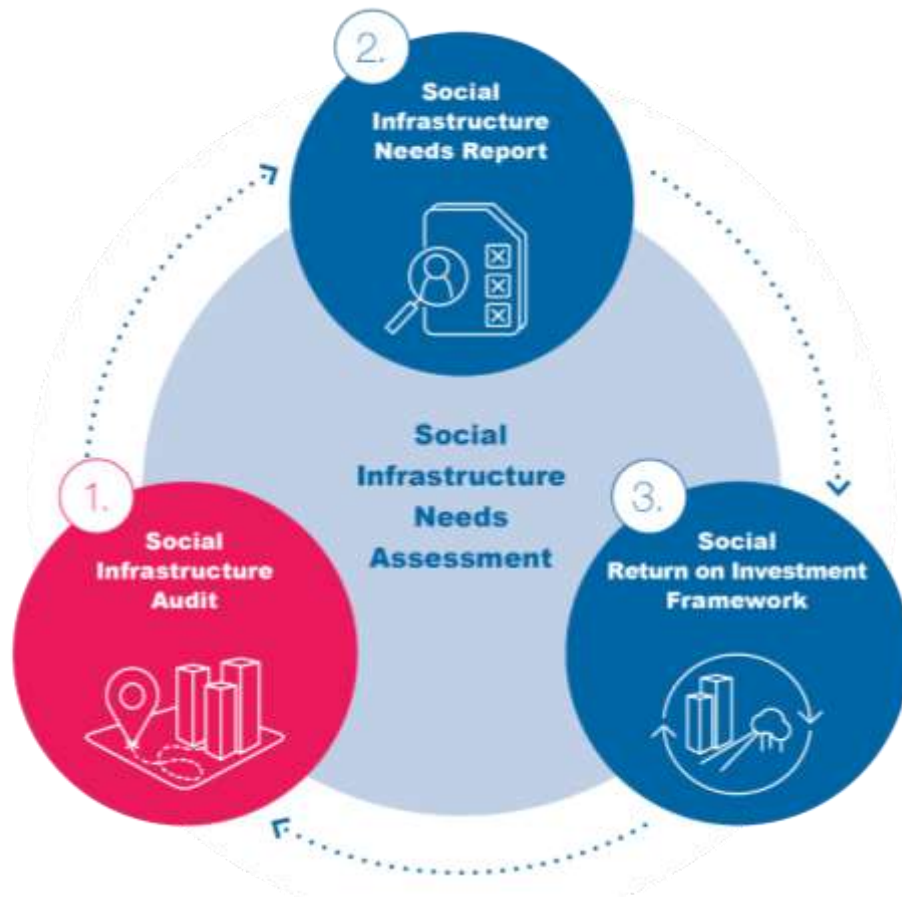 2.
Social
Infrastructure
Needs Report
Social
Infrastructure
Needs
Assessment
1.
Social
Infrastructure
Audit
3.
Social
Return on Investment
Framework